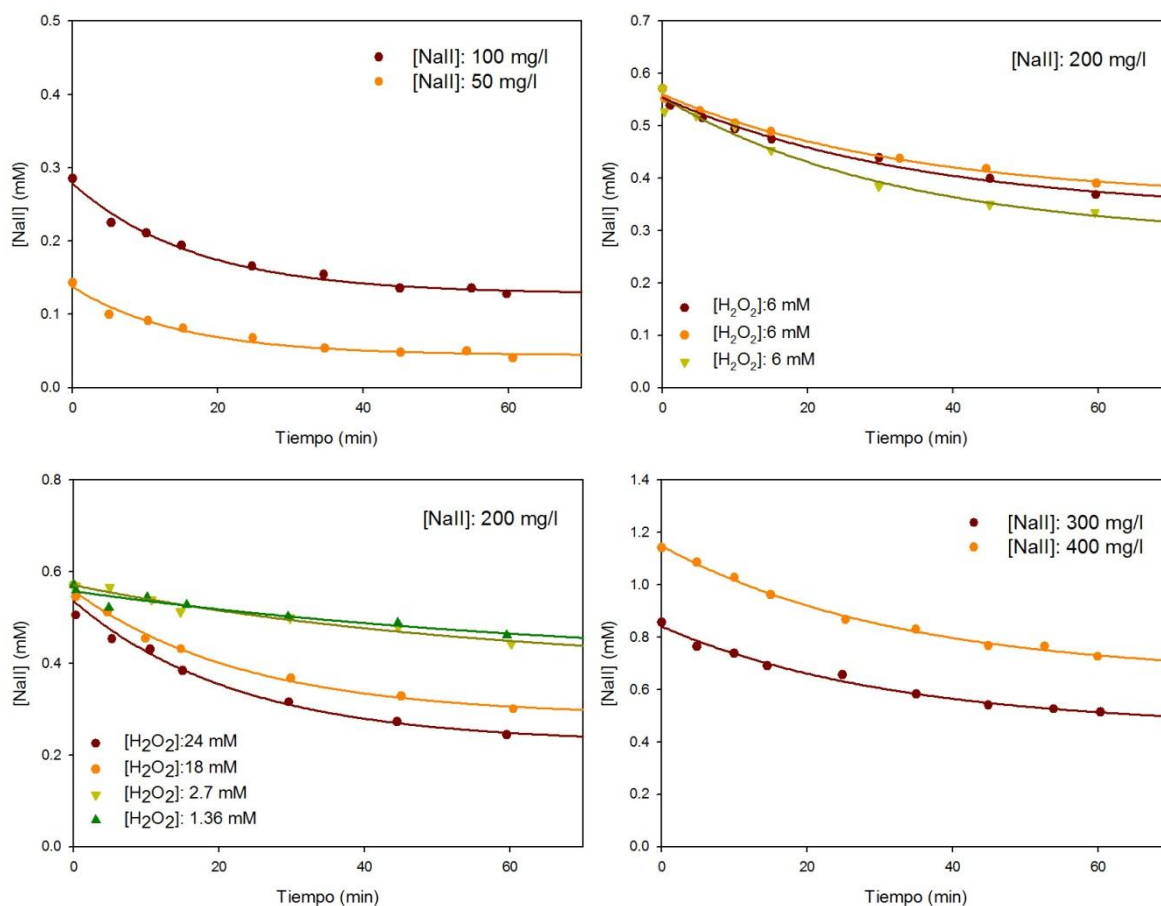 0.5
0.4
0.3
0.2
0.1
0.0
[NaII] (mM)
[NaII]: 100 mg/l
[NaII]: 50 mg/l
0 20 40 60
Tiempo (min)
0.7
0.6
0.5
0.4
0.3
0.2
0.1
0.0
[NaII] (mM)
[NaII]: 200 mg/l
[H₂O₂]:6 mM
[H₂O₂]:6 mM
[H₂O₂]: 6 mM
0 20 40 60
Tiempo (min)
0.8
0.6
0.4
0.2
0.0
[NaII] (mM)
[NaII]: 200 mg/l
[H₂O₂]:24 mM
[H₂O₂]:18 mM
[H₂O₂]: 2.7 mM
[H₂O₂]: 1.36 mM
0 20 40 60
Tiempo (min)
1.4
1.2
1.0
0.8
0.6
0.4
0.2
0.0
[NaII] (mM)
[NaII]: 300 mg/l
[NaII]: 400 mg/l
0 20 40 60
Tiempo (min)